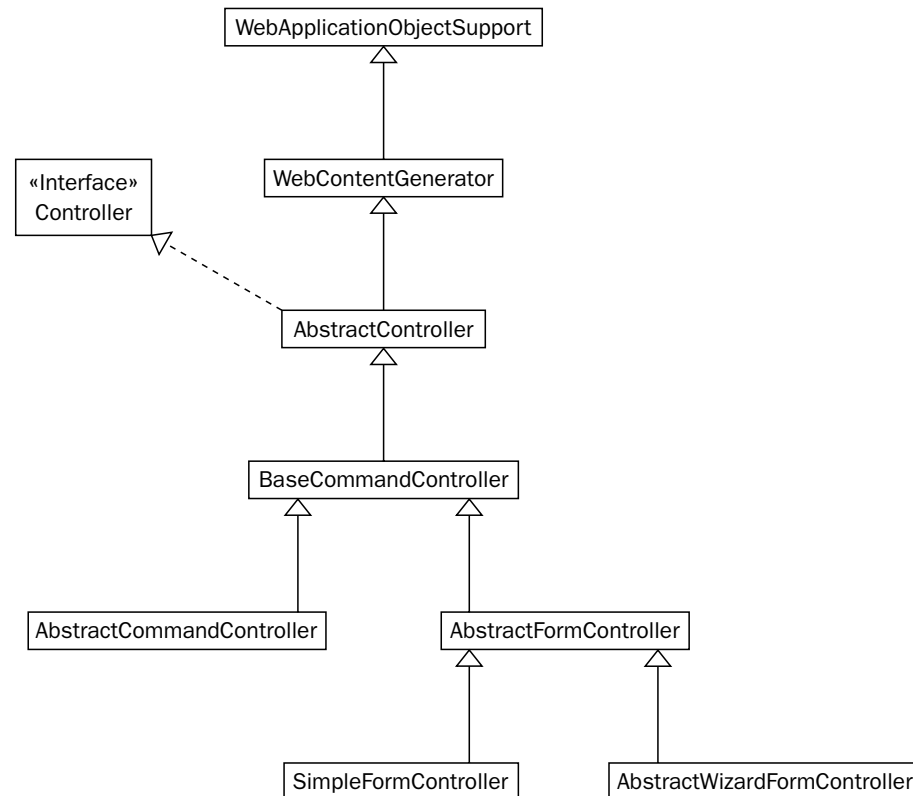 WebApplicationObjectSupport
«Interface»
Controller
WebContentGenerator
AbstractController
BaseCommandController
AbstractCommandController
AbstractFormController
SimpleFormController
AbstractWizardFormController